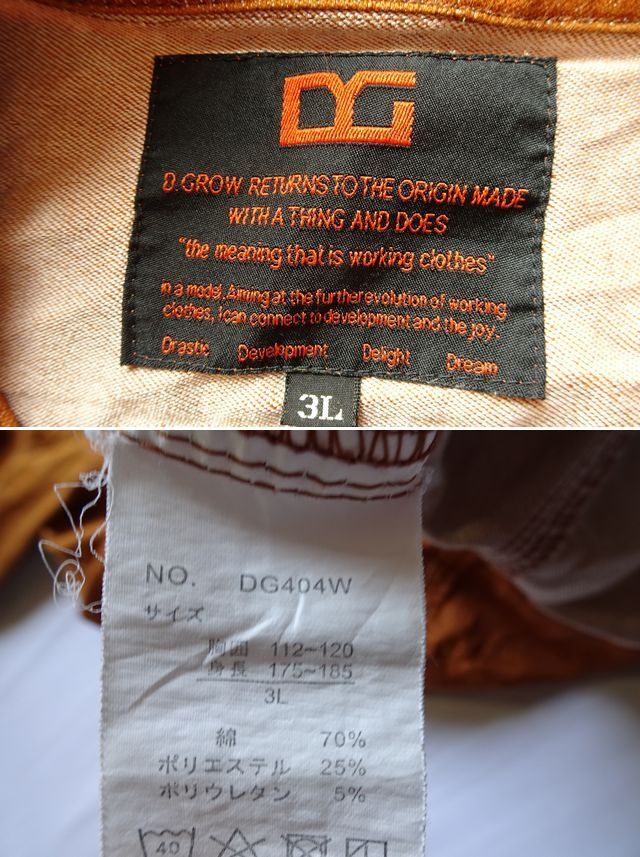 DG
D.GROW RETURNS TO THE ORIGIN MADE
WITH A THING AND DOES
"the meaning that is working clothes"
in a model, Aiming at the further evolution of working
clothes, I can connect to development and the joy.
Drastic Development Delight Dream
3L
NO. DG404W
サイズ
胸囲 112~120
身長 175~185
3L
綿 70%
ポリエステル 25%
ポリウレタン 5%
40